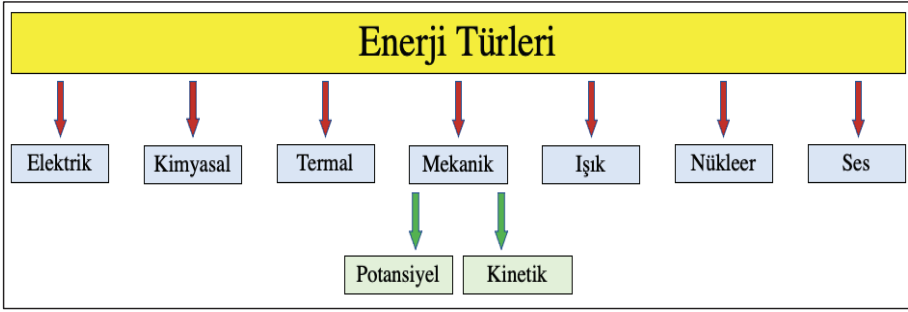 Enerji Türleri
Elektrik
Kimyasal
Termal
Mekanik
Işık
Nükleer
Ses
Potansiyel
Kinetik